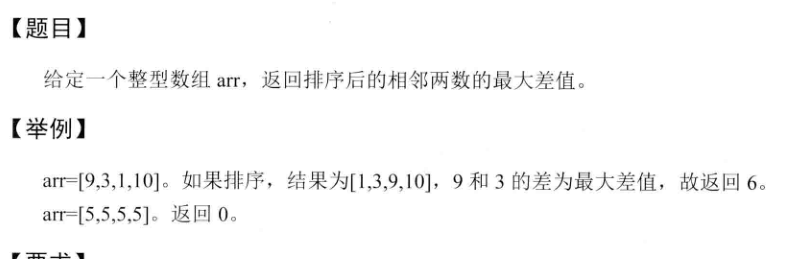 【题目】
给定一个整型数组 arr，返回排序后的相邻两数的最大差值。
【举例】
arr=[9,3,1,10]。如果排序，结果为[1,3,9,10]，9 和 3 的差为最大差值，故返回 6。
arr=[5,5,5,5]。返回 0。